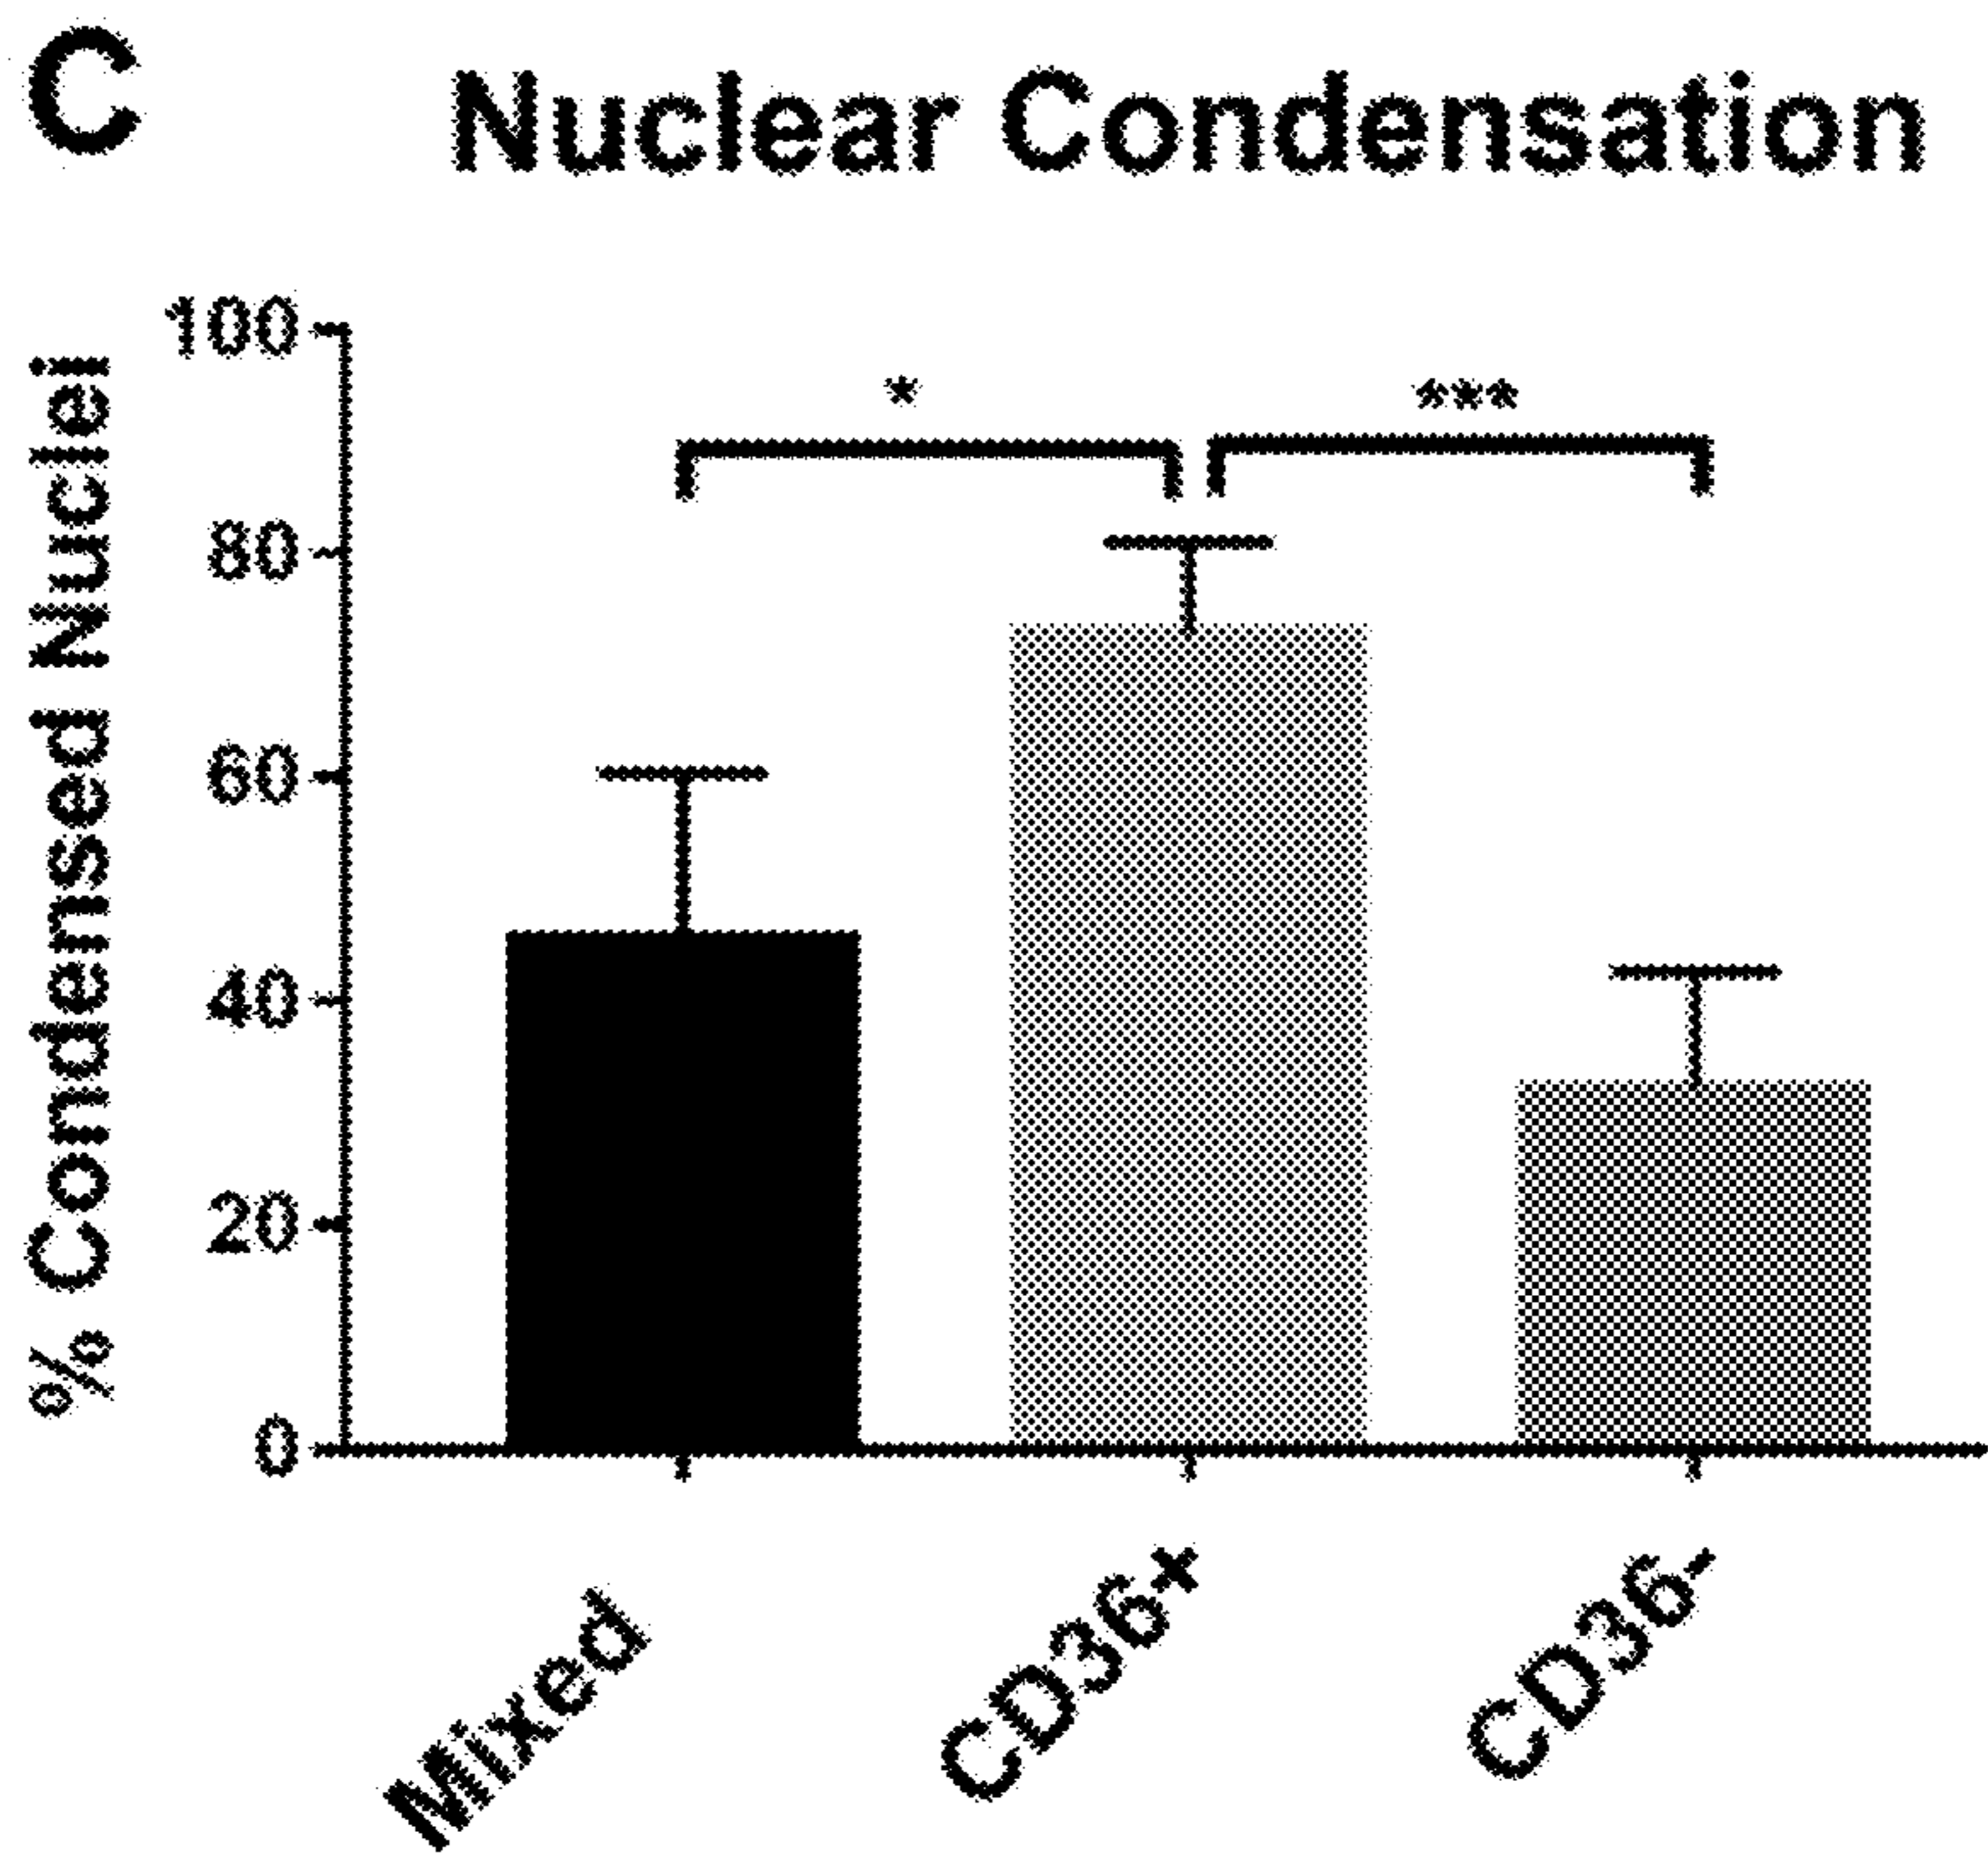 C
Nuclear Condensation
% Condensed Nuclei
100
80
60
40
20
0
*
***
Mixed
CD36+
CD36-